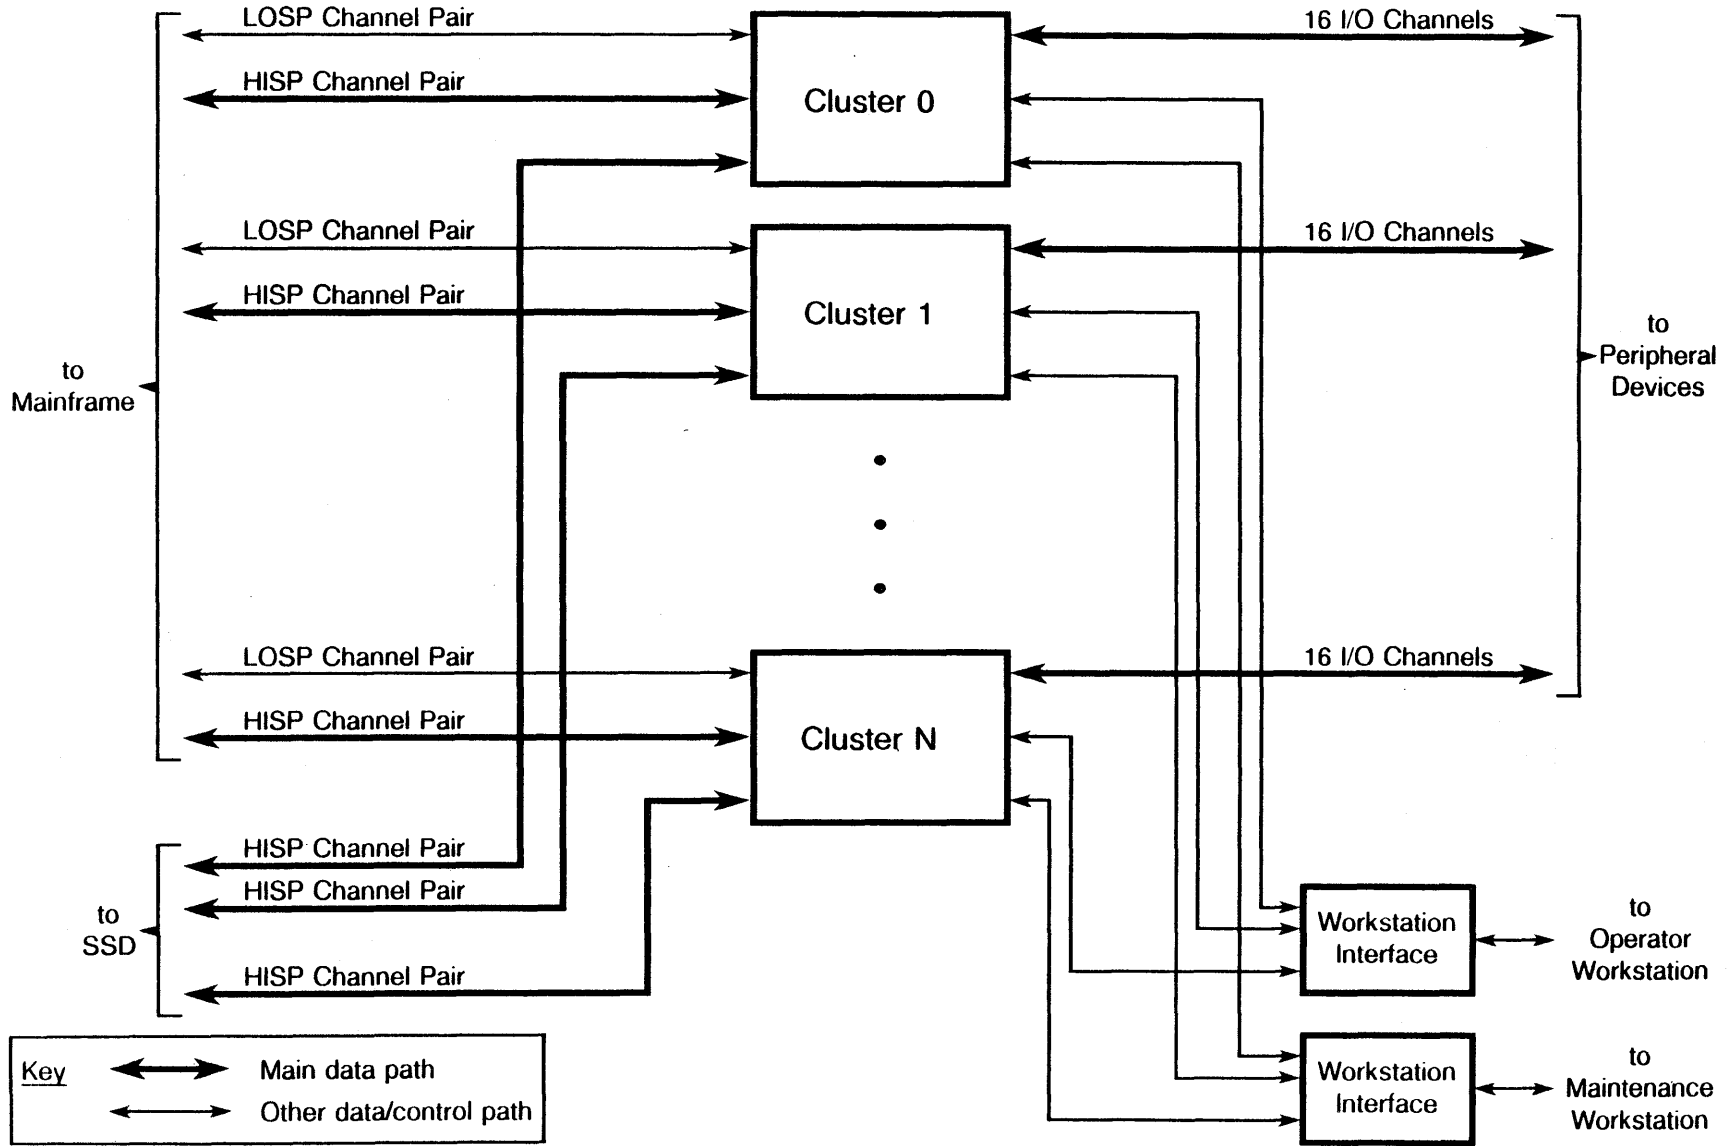 LOSP Channel Pair
16 I/O Channels
HISP Channel Pair
Cluster 0
LOSP Channel Pair
16 I/O Channels
HISP Channel Pair
Cluster 1
to
Mainframe
to
Peripheral
Devices
LOSP Channel Pair
16 I/O Channels
HISP Channel Pair
Cluster N
HISP Channel Pair
HISP Channel Pair
HISP Channel Pair
to
SSD
Workstation
Interface
to
Operator
Workstation
Workstation
Interface
to
Maintenance
Workstation
Key
Main data path
Other data/control path